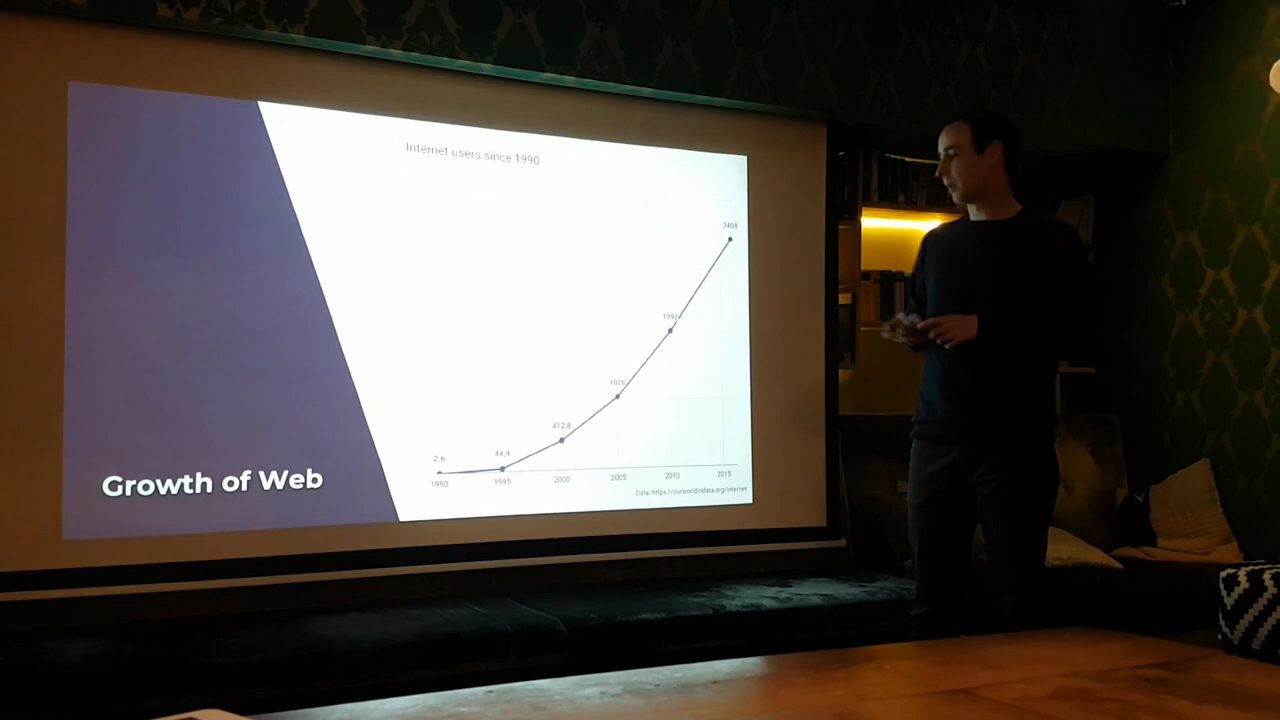 Internet users since 1990
3408
1992
1026
412,8
44,4
2,6
1990 1995 2000 2005 2010 2015
Data: https://ourworldindata.org/internet
Growth of Web